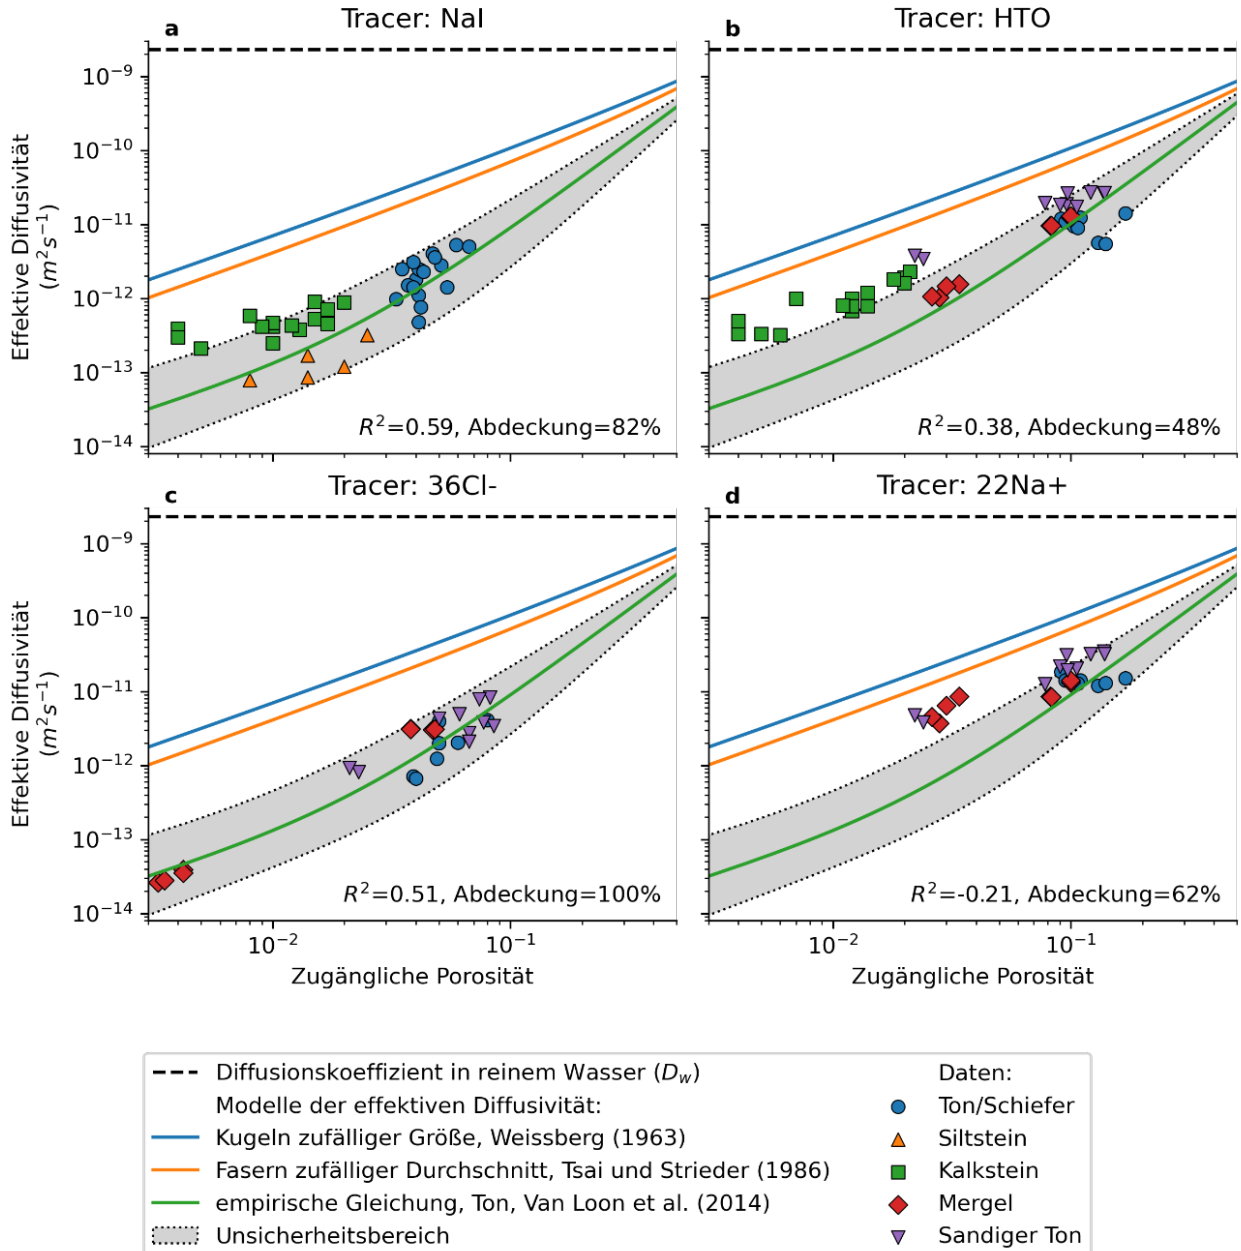 a Tracer: NaI
b Tracer: HTO
Effektive Diffusivität
(m²s⁻¹)
10⁻⁹
10⁻¹⁰
10⁻¹¹
10⁻¹²
10⁻¹³
10⁻¹⁴
R²=0.59, Abdeckung=82%
R²=0.38, Abdeckung=48%
c Tracer: 36Cl-
d Tracer: 22Na+
Effektive Diffusivität
(m²s⁻¹)
10⁻⁹
10⁻¹⁰
10⁻¹¹
10⁻¹²
10⁻¹³
10⁻¹⁴
R²=0.51, Abdeckung=100%
R²=-0.21, Abdeckung=62%
10⁻² 10⁻¹
10⁻² 10⁻¹
Zugängliche Porosität
Zugängliche Porosität
Diffusionskoeffizient in reinem Wasser (D_w)
Modelle der effektiven Diffusivität:
Kugeln zufälliger Größe, Weissberg (1963)
Fasern zufälliger Durchschnitt, Tsai und Strieder (1986)
empirische Gleichung, Ton, Van Loon et al. (2014)
Unsicherheitsbereich
Daten:
Ton/Schiefer
Siltstein
Kalkstein
Mergel
Sandiger Ton